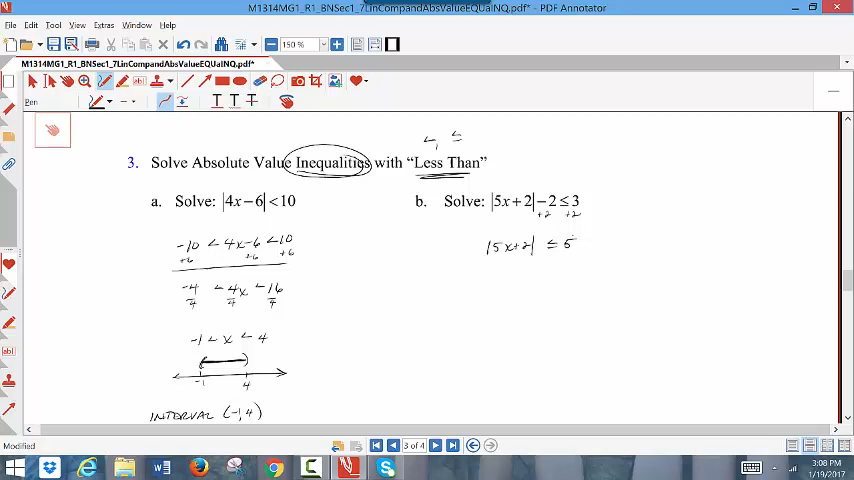 M1314MG1_R1_BNSec1_7LinCompandAbsValueEQUaINQ.pdf* - PDF Annotator
File Edit Tool View Extras Window Help
150 %
M1314MG1_R1_BNSec1_7LinCompandAbsValueEQUaINQ.pdf*
Pen
<, ≤
3. Solve Absolute Value Inequalities with “Less Than”
a. Solve: |4x − 6| < 10
b. Solve: |5x + 2| − 2 ≤ 3
+2 +2
-10 < 4x-6 < 10
+6 +6 +6
|5x+2| ≤ 5
-4 < 4x < 16
4 4 4
-1 < x < 4
-1 4
INTERVAL (-1,4)
3 of 4
Modified
3:08 PM
1/19/2017